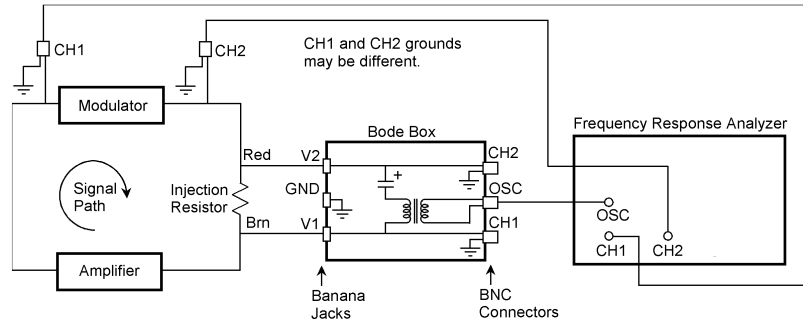 CH1
CH2
CH1 and CH2 grounds
may be different.
Modulator
Bode Box
Frequency Response Analyzer
Red
V2
CH2
Signal
Path
Injection
Resistor
GND
+
OSC
OSC
Brn
V1
CH1
CH1
CH2
Amplifier
Banana
Jacks
BNC
Connectors